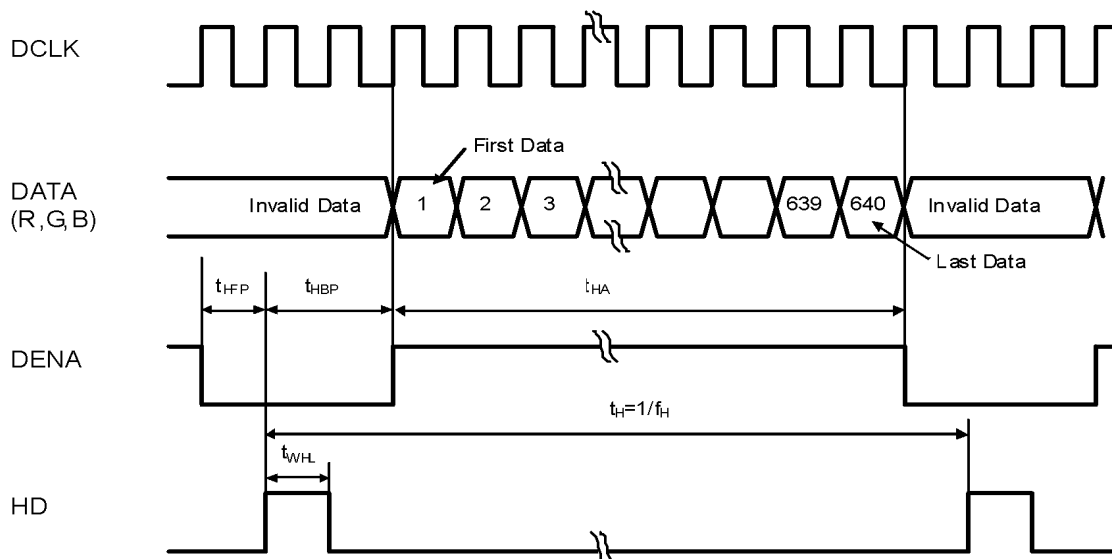 DCLK
First Data
DATA
(R,G,B)
Invalid Data
1
2
3
639
640
Invalid Data
Last Data
tHFP
tHBP
tHA
DENA
tH=1/fH
tWHL
HD